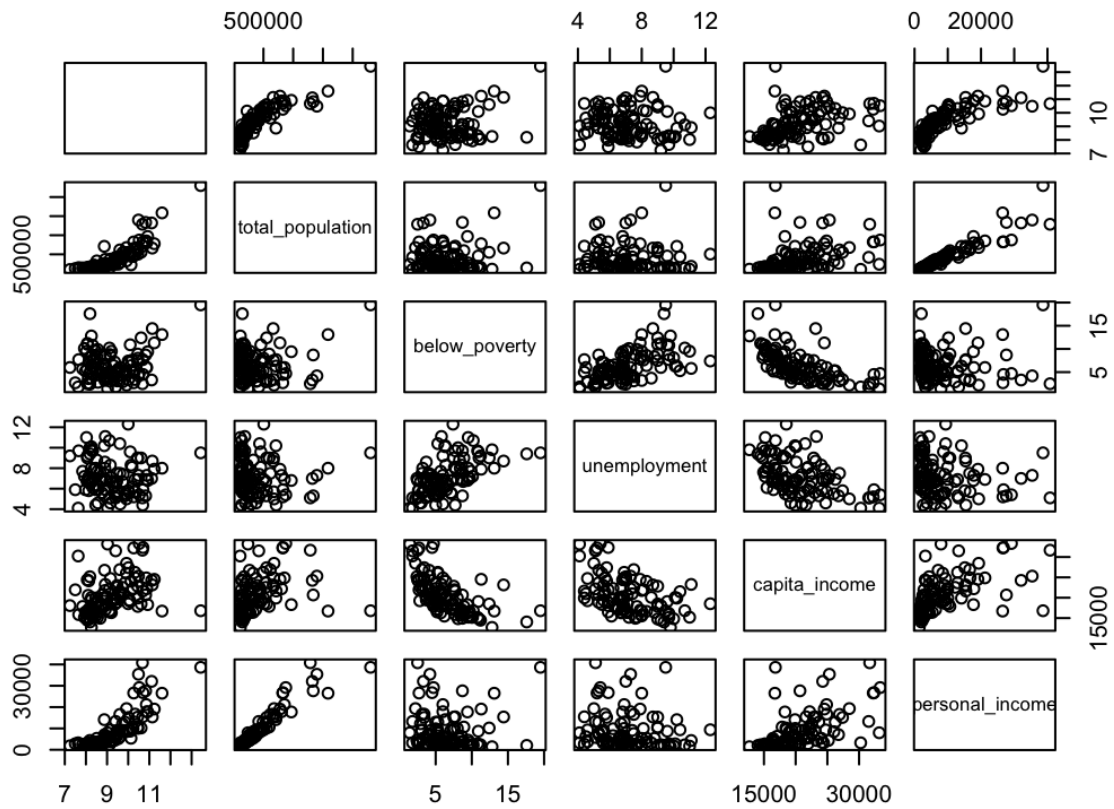 500000
4 8 12
0 20000
7 10
500000
total_population
below_poverty
5 15
4 8 12
unemployment
capita_income
15000
0 30000
personal_income
7 9 11
5 15
15000 30000